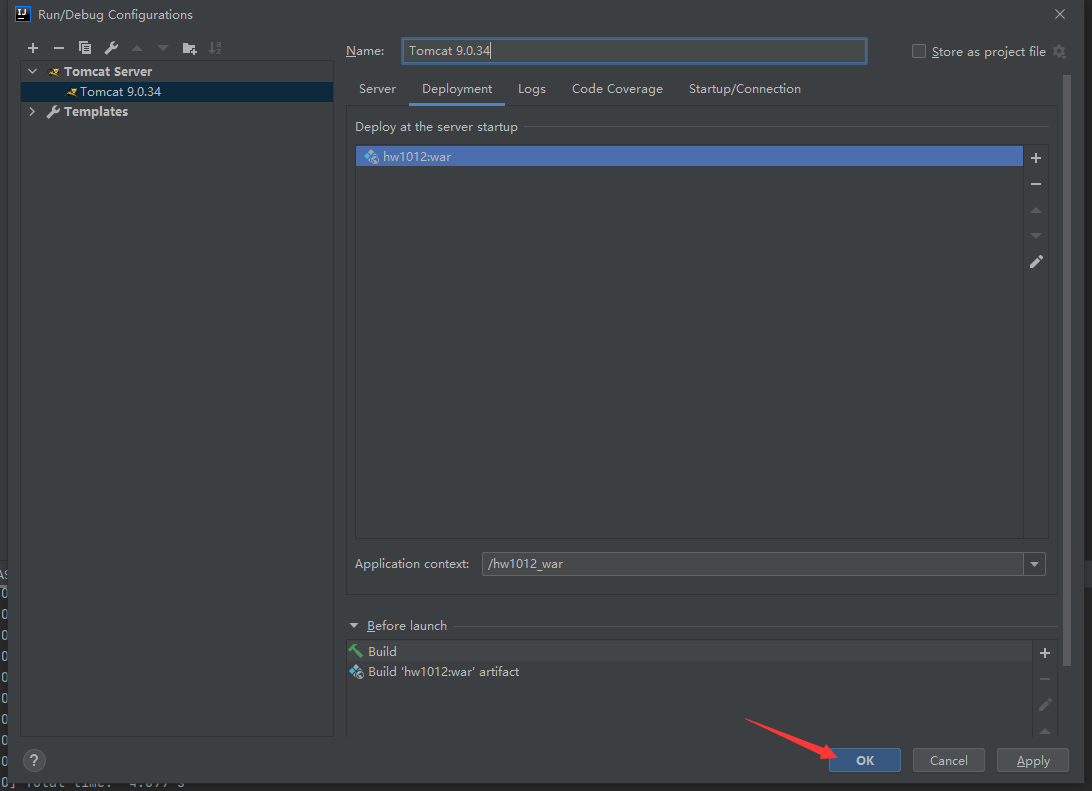 Run/Debug Configurations
Name: Tomcat 9.0.34
Store as project file
Tomcat Server
Tomcat 9.0.34
Templates
Server Deployment Logs Code Coverage Startup/Connection
Deploy at the server startup
hw1012:war
Application context: /hw1012_war
Before launch
Build
Build 'hw1012:war' artifact
? OK Cancel Apply